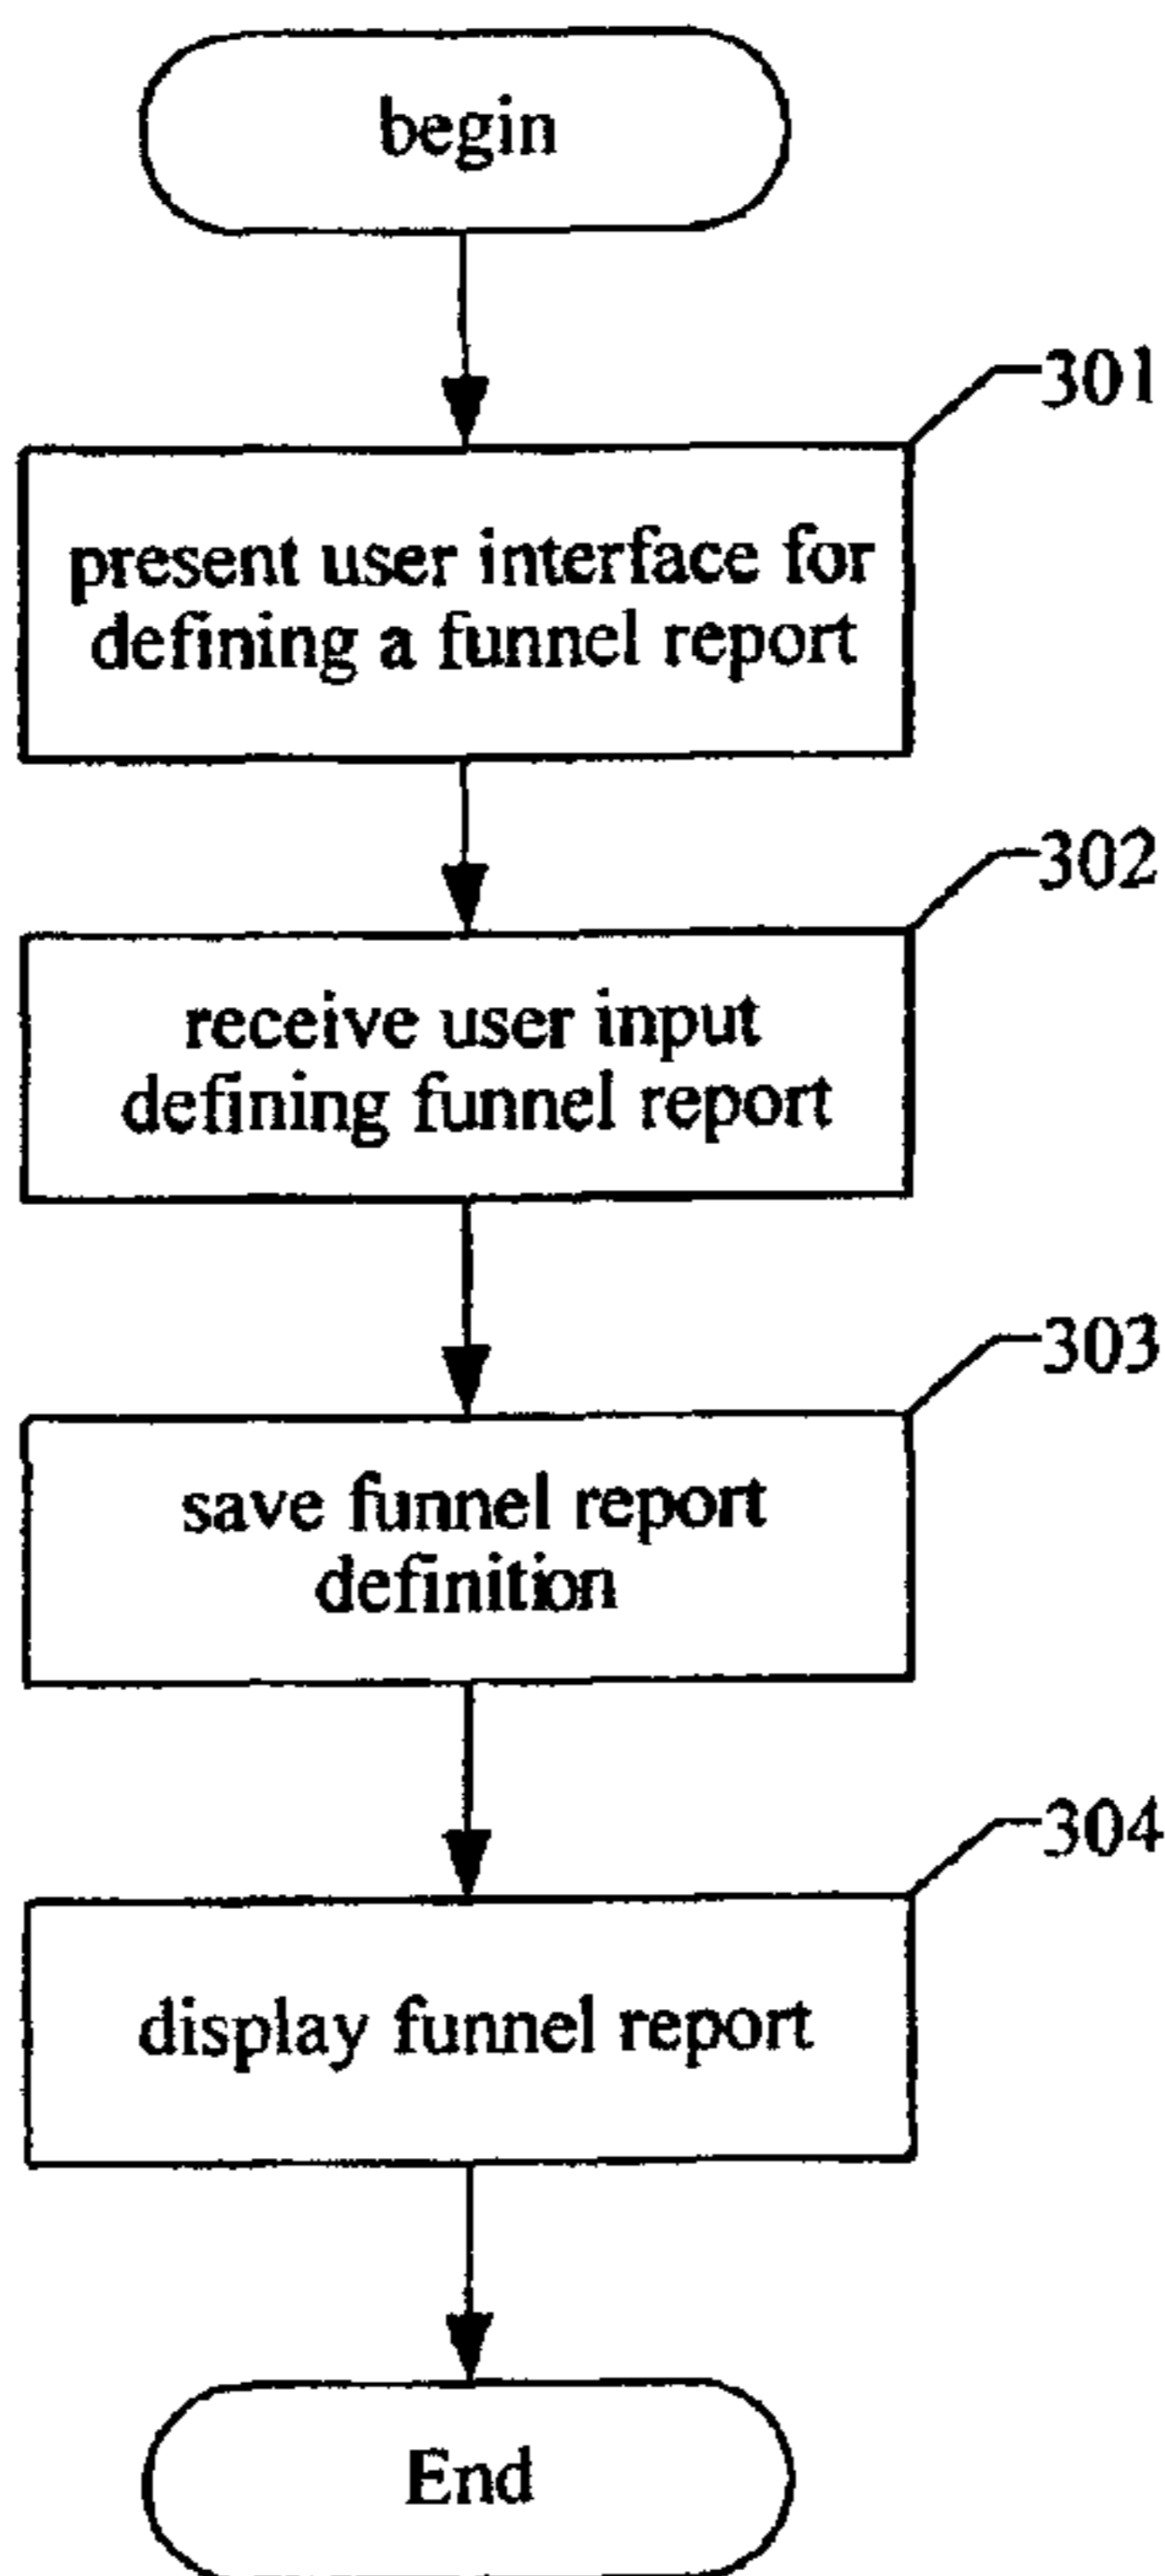 begin
301
present user interface for
defining a funnel report
302
receive user input
defining funnel report
303
save funnel report
definition
304
display funnel report
End